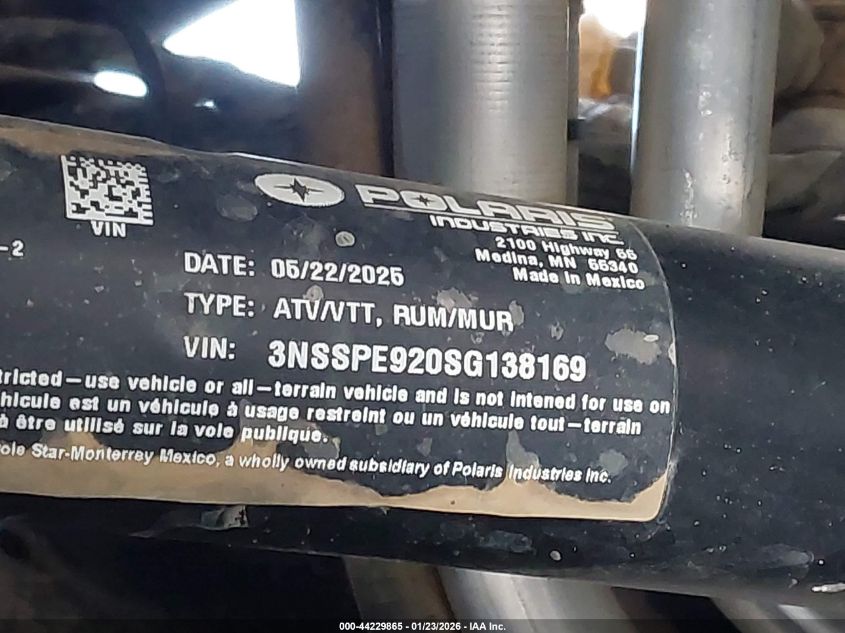 VIN
POLARIS
INDUSTRIES INC.
2100 Highway 55
Medina, MN 55340
Made In Mexico
-2
DATE: 05/22/2025
TYPE: ATV/VTT, RUM/MUR
VIN: 3NSSPE920SG138169
tricted-use vehicle or all-terrain vehicle and is not intened for use on
hicule est un véhicule à usage restreint ou un véhicule tout-terrain
à être utilisé sur la voie publique.
ole Star-Monterrey Mexico, a wholly owned subsidiary of Polaris Industries Inc.
000-44229865 - 01/23/2026 - IAA Inc.